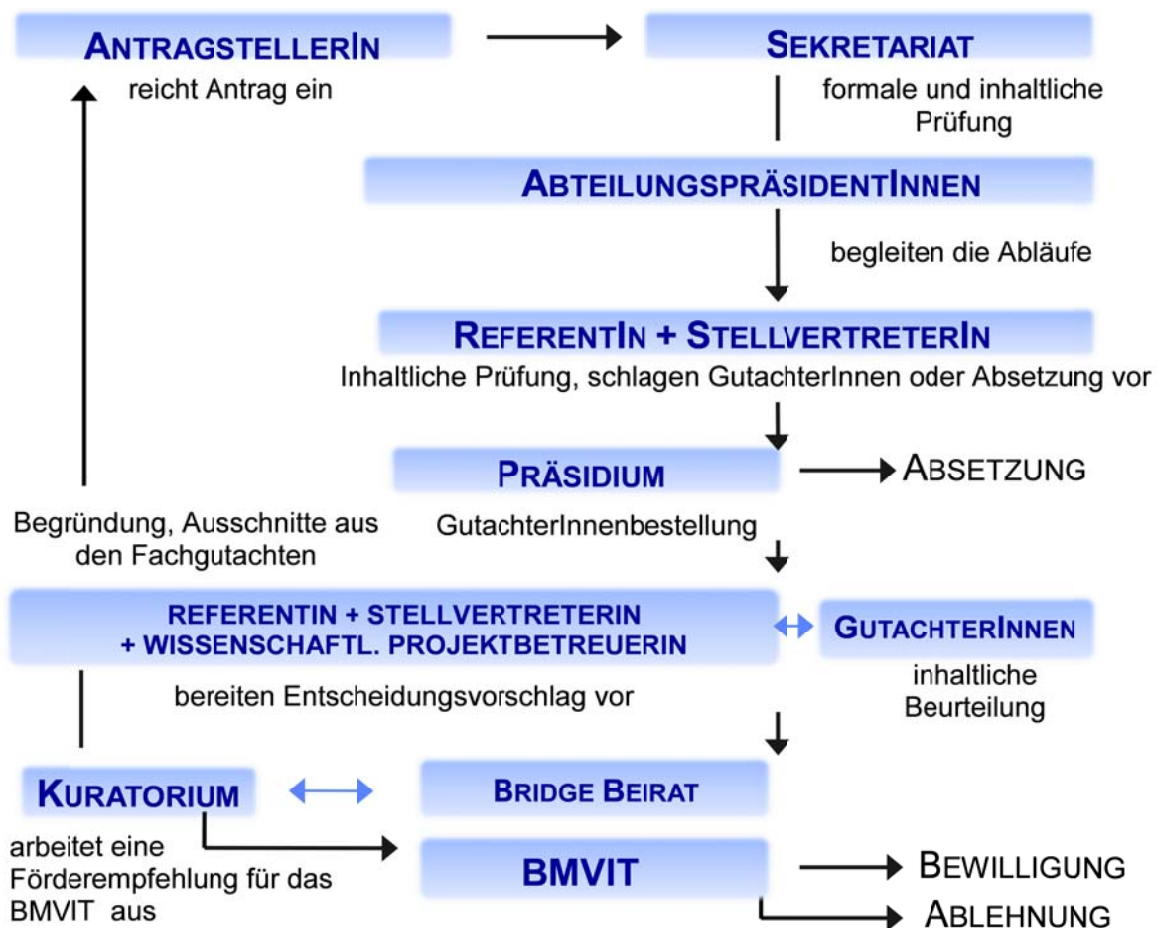 ANTRAGSTELLERIN
SEKRETARIAT
reicht Antrag ein
formale und inhaltliche
Prüfung
ABTEILUNGSPRÄSIDENTINNEN
begleiten die Abläufe
REFERENTIN + STELLVERTRETERIN
Inhaltliche Prüfung, schlagen GutachterInnen oder Absetzung vor
PRÄSIDIUM
ABSETZUNG
Begründung, Ausschnitte aus
den Fachgutachten
GutachterInnenbestellung
REFERENTIN + STELLVERTRETERIN
+ WISSENSCHAFTL. PROJEKTBETREUERIN
GUTACHTERINNEN
bereiten Entscheidungsvorschlag vor
inhaltliche
Beurteilung
KURATORIUM
BRIDGE BEIRAT
arbeitet eine
Förderempfehlung für das
BMVIT aus
BMVIT
BEWILLIGUNG
ABLEHNUNG